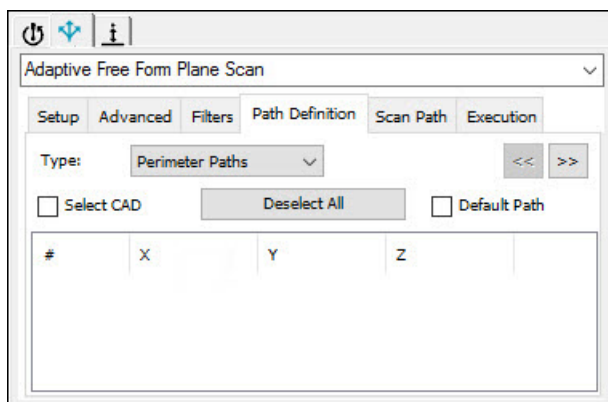 Adaptive Free Form Plane Scan
Setup Advanced Filters Path Definition Scan Path Execution
Type: Perimeter Paths << >>
Select CAD Deselect All Default Path
# X Y Z